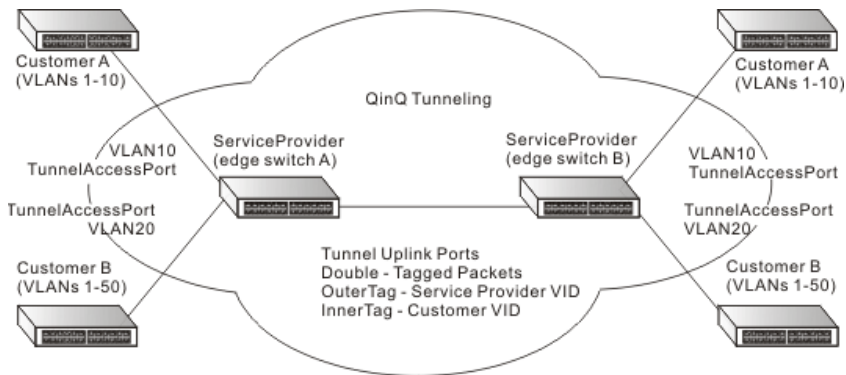 Customer A
(VLANs 1-10)
Customer A
(VLANs 1-10)
QinQ Tunneling
ServiceProvider
(edge switch A)
ServiceProvider
(edge switch B)
VLAN10
TunnelAccessPort
VLAN10
TunnelAccessPort
TunnelAccessPort
VLAN20
TunnelAccessPort
VLAN20
Tunnel Uplink Ports
Double - Tagged Packets
OuterTag - Service Provider VID
InnerTag - Customer VID
Customer B
(VLANs 1-50)
Customer B
(VLANs 1-50)